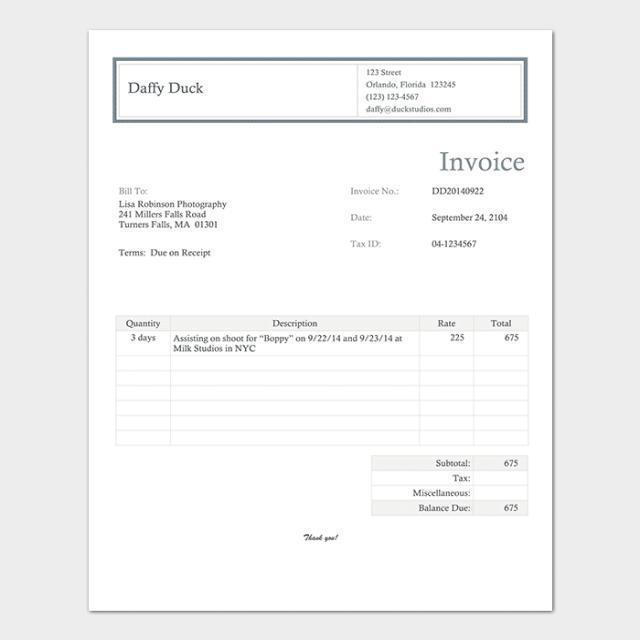 Daffy Duck
123 Street
Orlando, Florida  123245
(123) 123-4567
daffy@duckstudios.com
Invoice
Bill To:
Lisa Robinson Photography
241 Millers Falls Road
Turners Falls, MA  01301
Terms:  Due on Receipt
Invoice No.: DD20140922
Date: September 24, 2104
Tax ID: 04-1234567
Quantity Description Rate Total
3 days Assisting on shoot for “Boppy” on 9/22/14 and 9/23/14 at 225 675
Milk Studios in NYC
Subtotal: 675
Tax:
Miscellaneous:
Balance Due: 675
Thank you!